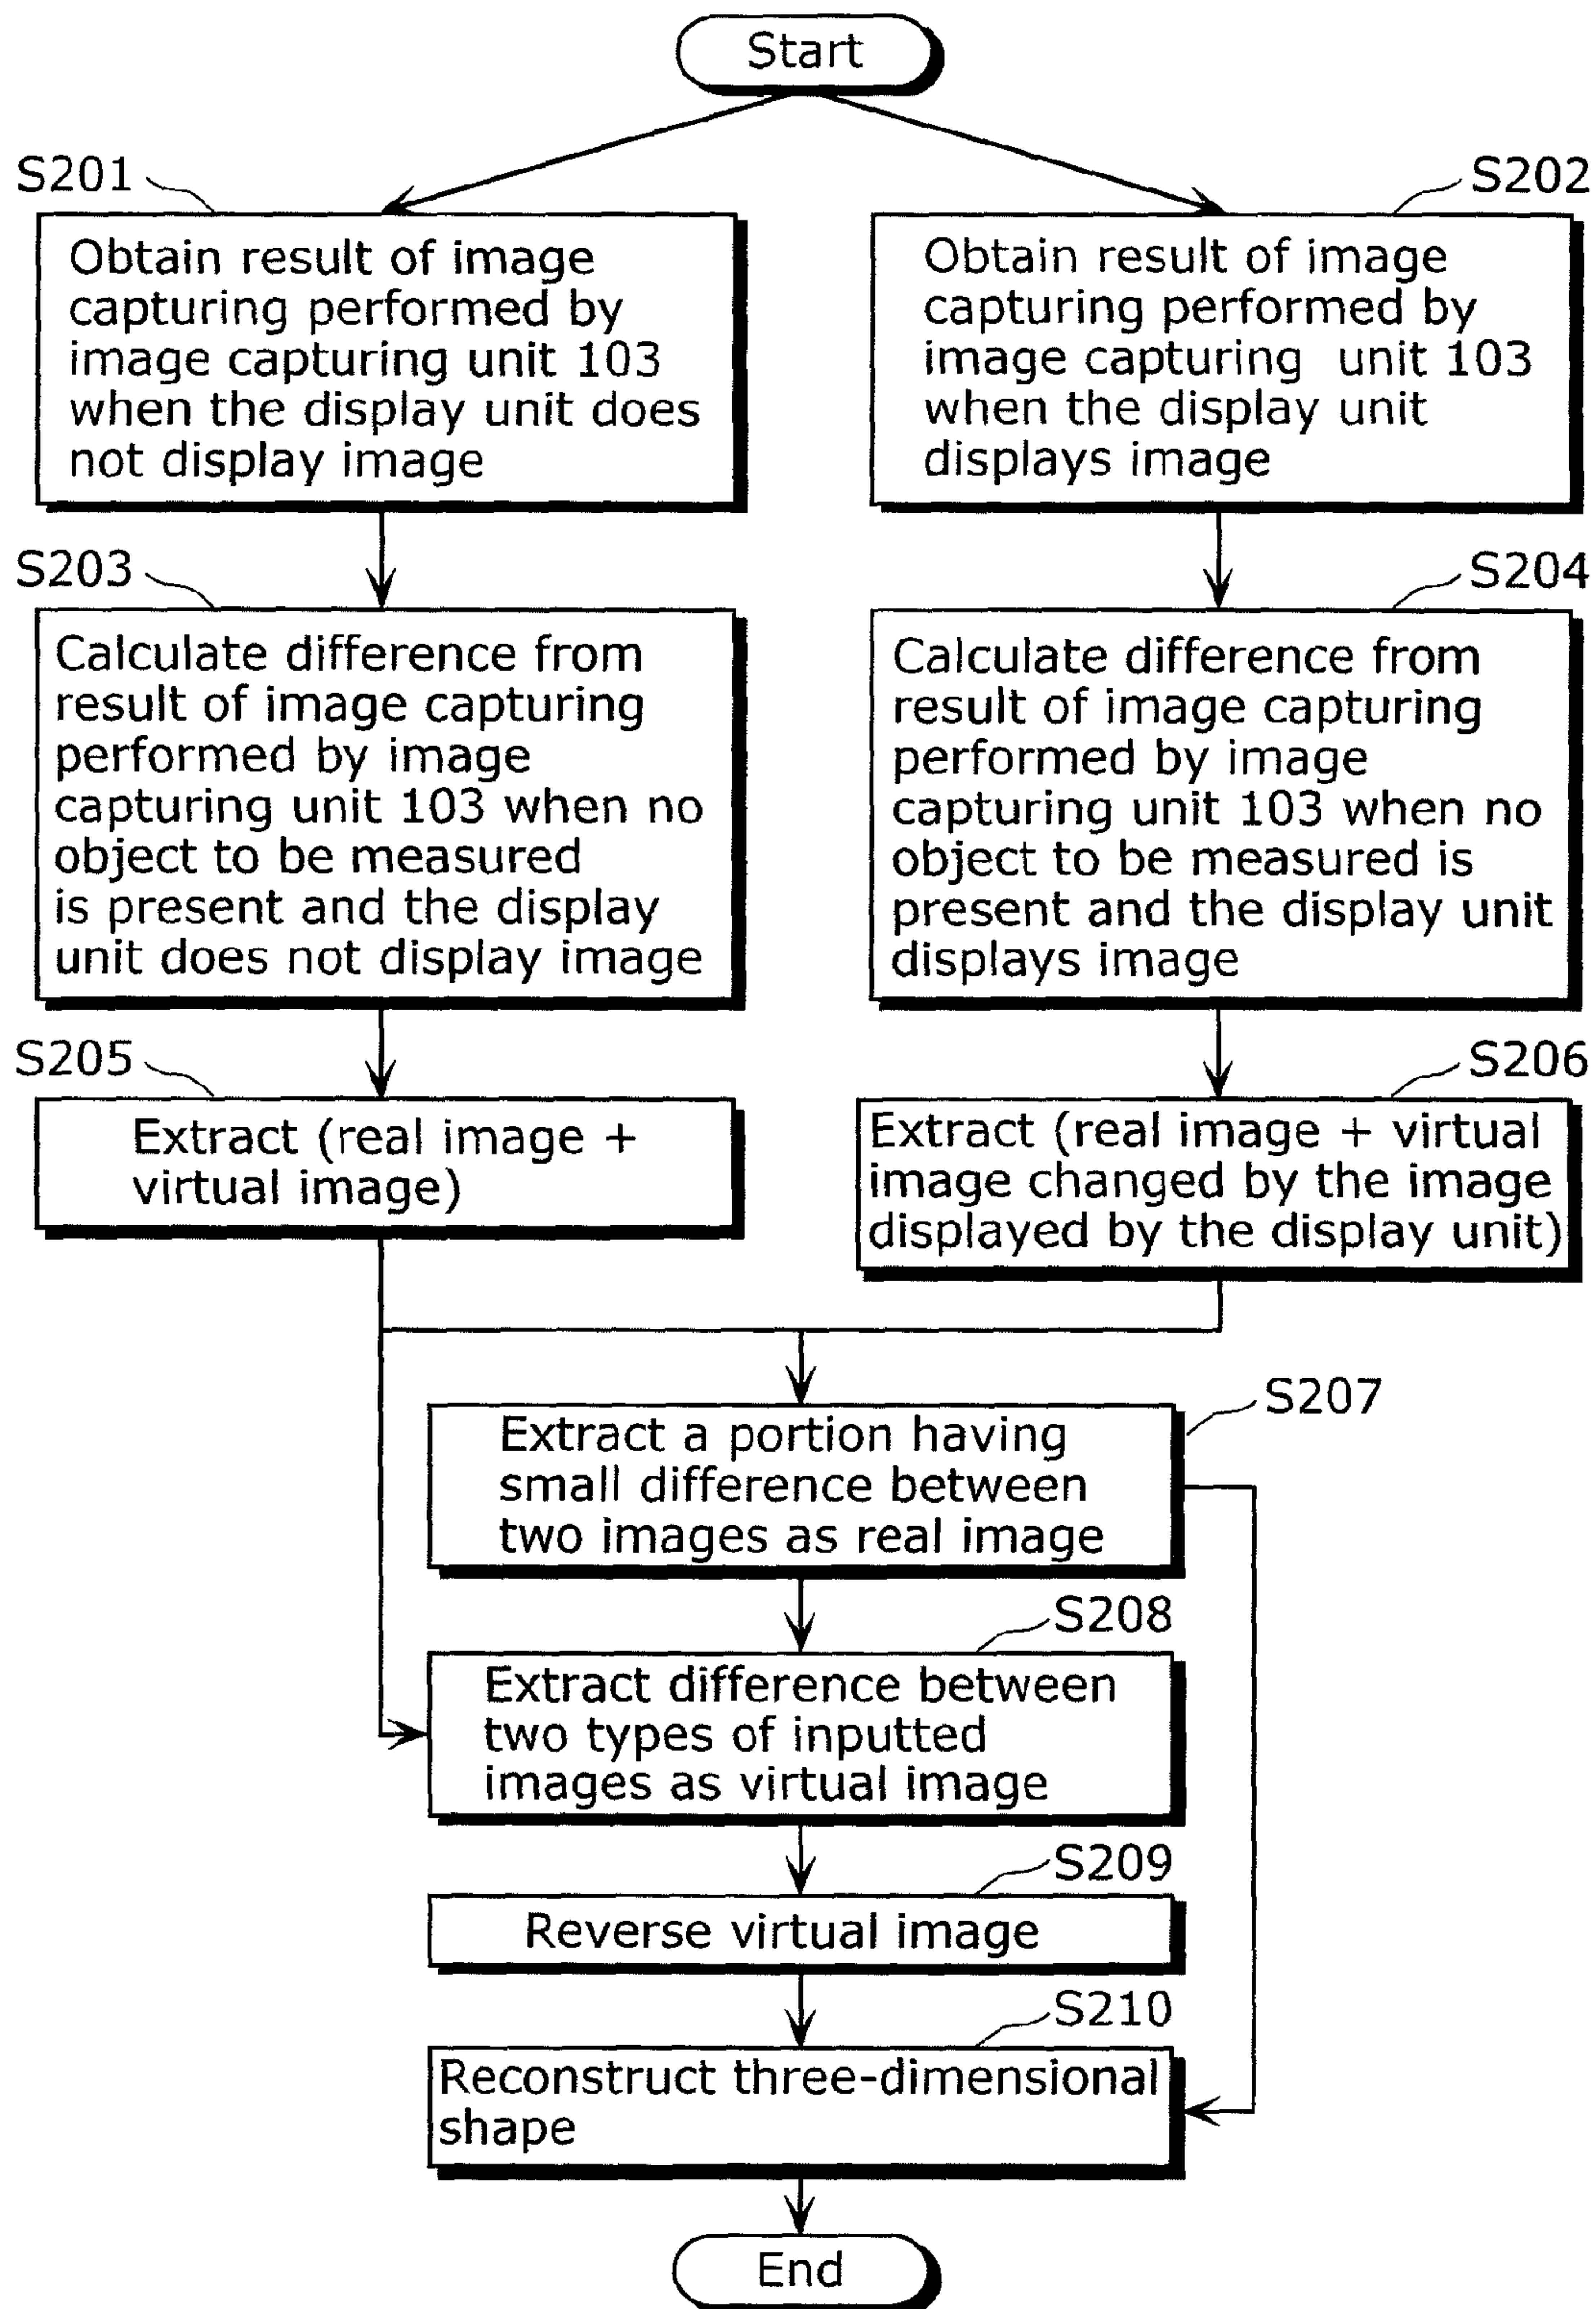 Start
S201
Obtain result of image
capturing performed by
image capturing unit 103
when the display unit does
not display image
S202
Obtain result of image
capturing performed by
image capturing unit 103
when the display unit
displays image
S203
Calculate difference from
result of image capturing
performed by image
capturing unit 103 when no
object to be measured
is present and the display
unit does not display image
S204
Calculate difference from
result of image capturing
performed by image
capturing unit 103 when no
object to be measured is
present and the display unit
displays image
S205
Extract (real image +
virtual image)
S206
Extract (real image + virtual
image changed by the image
displayed by the display unit)
S207
Extract a portion having
small difference between
two images as real image
S208
Extract difference between
two types of inputted
images as virtual image
S209
Reverse virtual image
S210
Reconstruct three-dimensional
shape
End